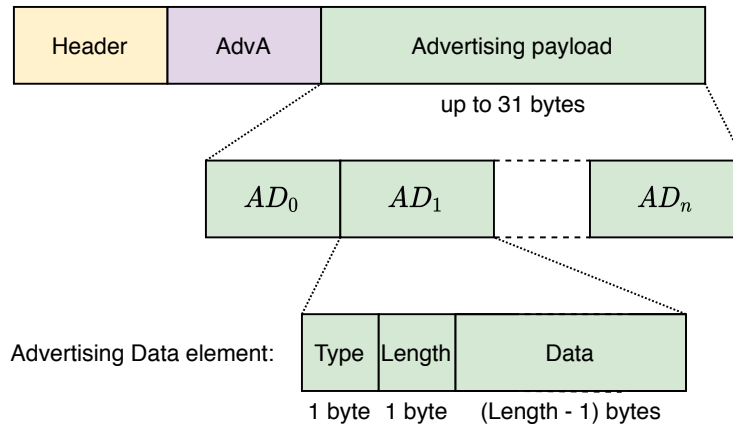 Header AdvA Advertising payload
up to 31 bytes
AD₀ AD₁ ADₙ
Advertising Data element: Type Length Data
1 byte 1 byte (Length - 1) bytes